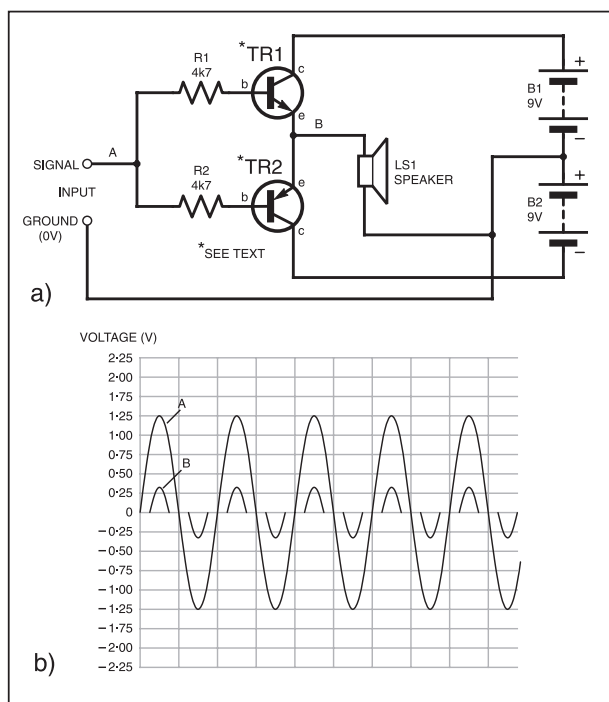 *TR1
R1
4k7
c
b
e
+
B1
9V
−
A
B
SIGNAL
INPUT
GROUND
(0V)
R2
4k7
*TR2
e
b
c
LS1
SPEAKER
+
B2
9V
−
*SEE TEXT
a)
VOLTAGE (V)
2·25
2·00
1·75
1·50
1·25
1·00
0·75
0·50
0·25
0
−0·25
−0·50
−0·75
−1·00
−1·25
−1·75
−2·00
−2·25
A
B
b)